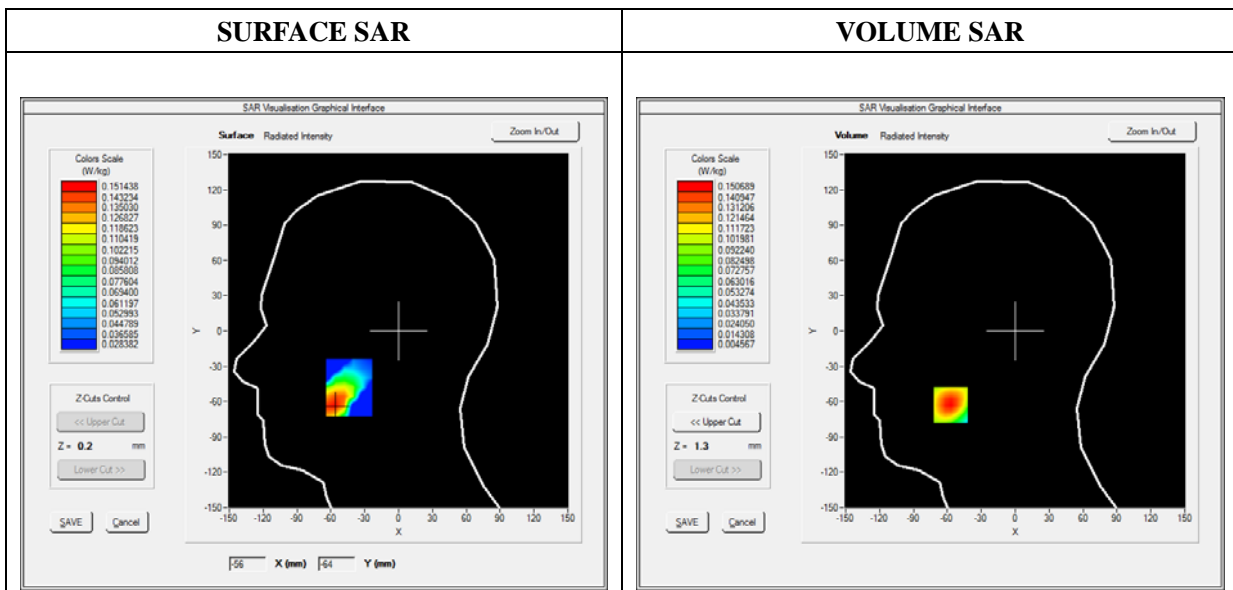 SURFACE SAR
VOLUME SAR
SAR Visualisation Graphical Interface
Surface Radiated Intensity
Zoom In/Out
Colors Scale
(W/kg)
0.151438
0.143234
0.135030
0.126827
0.118623
0.110419
0.102215
0.094012
0.085808
0.077604
0.069400
0.061197
0.052993
0.044789
0.036585
0.028382
150
120
90
60
30
0
-30
-60
-90
-120
-150
Y
-150 -120 -90 -60 -30 0 30 60 90 120 150
X
Z-Cuts Control
<< Upper Cut
Z = 0.2 mm
Lower Cut >>
SAVE Cancel
-56 X (mm) -64 Y (mm)
SAR Visualisation Graphical Interface
Volume Radiated Intensity
Zoom In/Out
Colors Scale
(W/kg)
0.150689
0.140947
0.131206
0.121464
0.111723
0.101981
0.092240
0.082498
0.072757
0.063016
0.053274
0.043533
0.033791
0.024050
0.014308
0.004567
150
120
90
60
30
0
-30
-60
-90
-120
-150
Y
-150 -120 -90 -60 -30 0 30 60 90 120 150
X
Z-Cuts Control
<< Upper Cut
Z = 1.3 mm
Lower Cut >>
SAVE Cancel